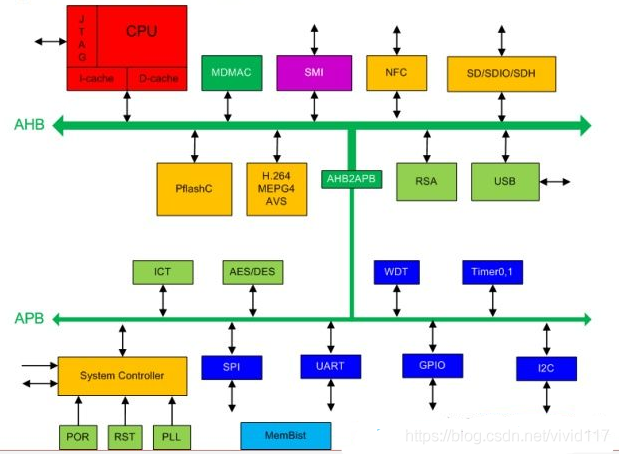 J
T
A
G
CPU
I-cache
D-cache
MDMAC
SMI
NFC
SD/SDIO/SDH
AHB
PflashC
H.264
MEPG4
AVS
AHB2APB
RSA
USB
ICT
AES/DES
WDT
Timer0,1
APB
System Controller
SPI
UART
GPIO
I2C
POR
RST
PLL
MemBist
https://blog.csdn.net/vivid117